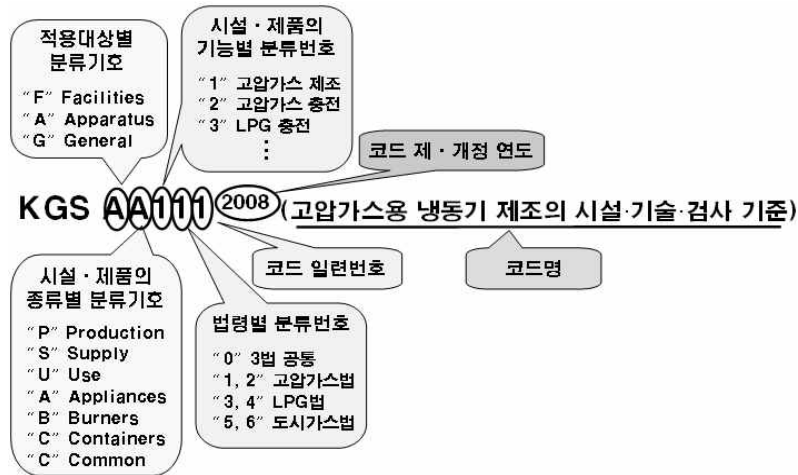 적용대상별
분류기호
“F” Facilities
“A” Apparatus
“G” General
시설·제품의
기능별 분류번호
“1” 고압가스 제조
“2” 고압가스 충전
“3” LPG 충전
⋮
코드 제·개정 연도
KGS AA111 2008 (고압가스용 냉동기 제조의 시설·기술·검사 기준)
시설·제품의
종류별 분류기호
“P” Production
“S” Supply
“U” Use
“A” Appliances
“B” Burners
“C” Containers
“C” Common
법령별 분류번호
“0” 3법 공통
“1, 2” 고압가스법
“3, 4” LPG법
“5, 6” 도시가스법
코드 일련번호
코드명